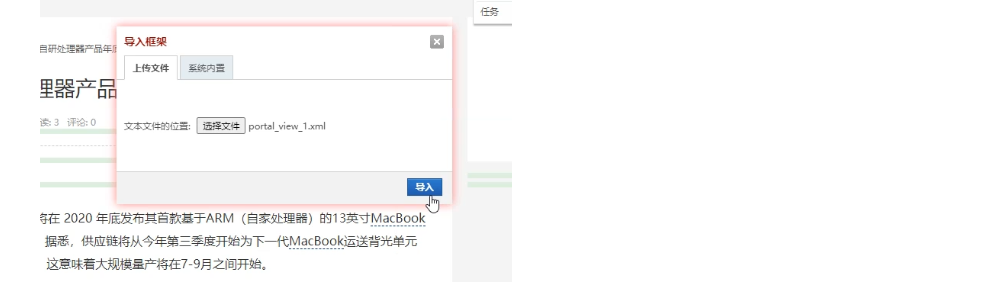 任务
导入框架
自研处理器产品年底
上传文件 系统内置
理器产品
读: 3 评论: 0
文本文件的位置: 选择文件 portal_view_1.xml
导入
将在 2020 年底发布其首款基于ARM（自家处理器）的13英寸MacBook
据悉，供应链将从今年第三季度开始为下一代MacBook运送背光单元
这意味着大规模量产将在7-9月之间开始。